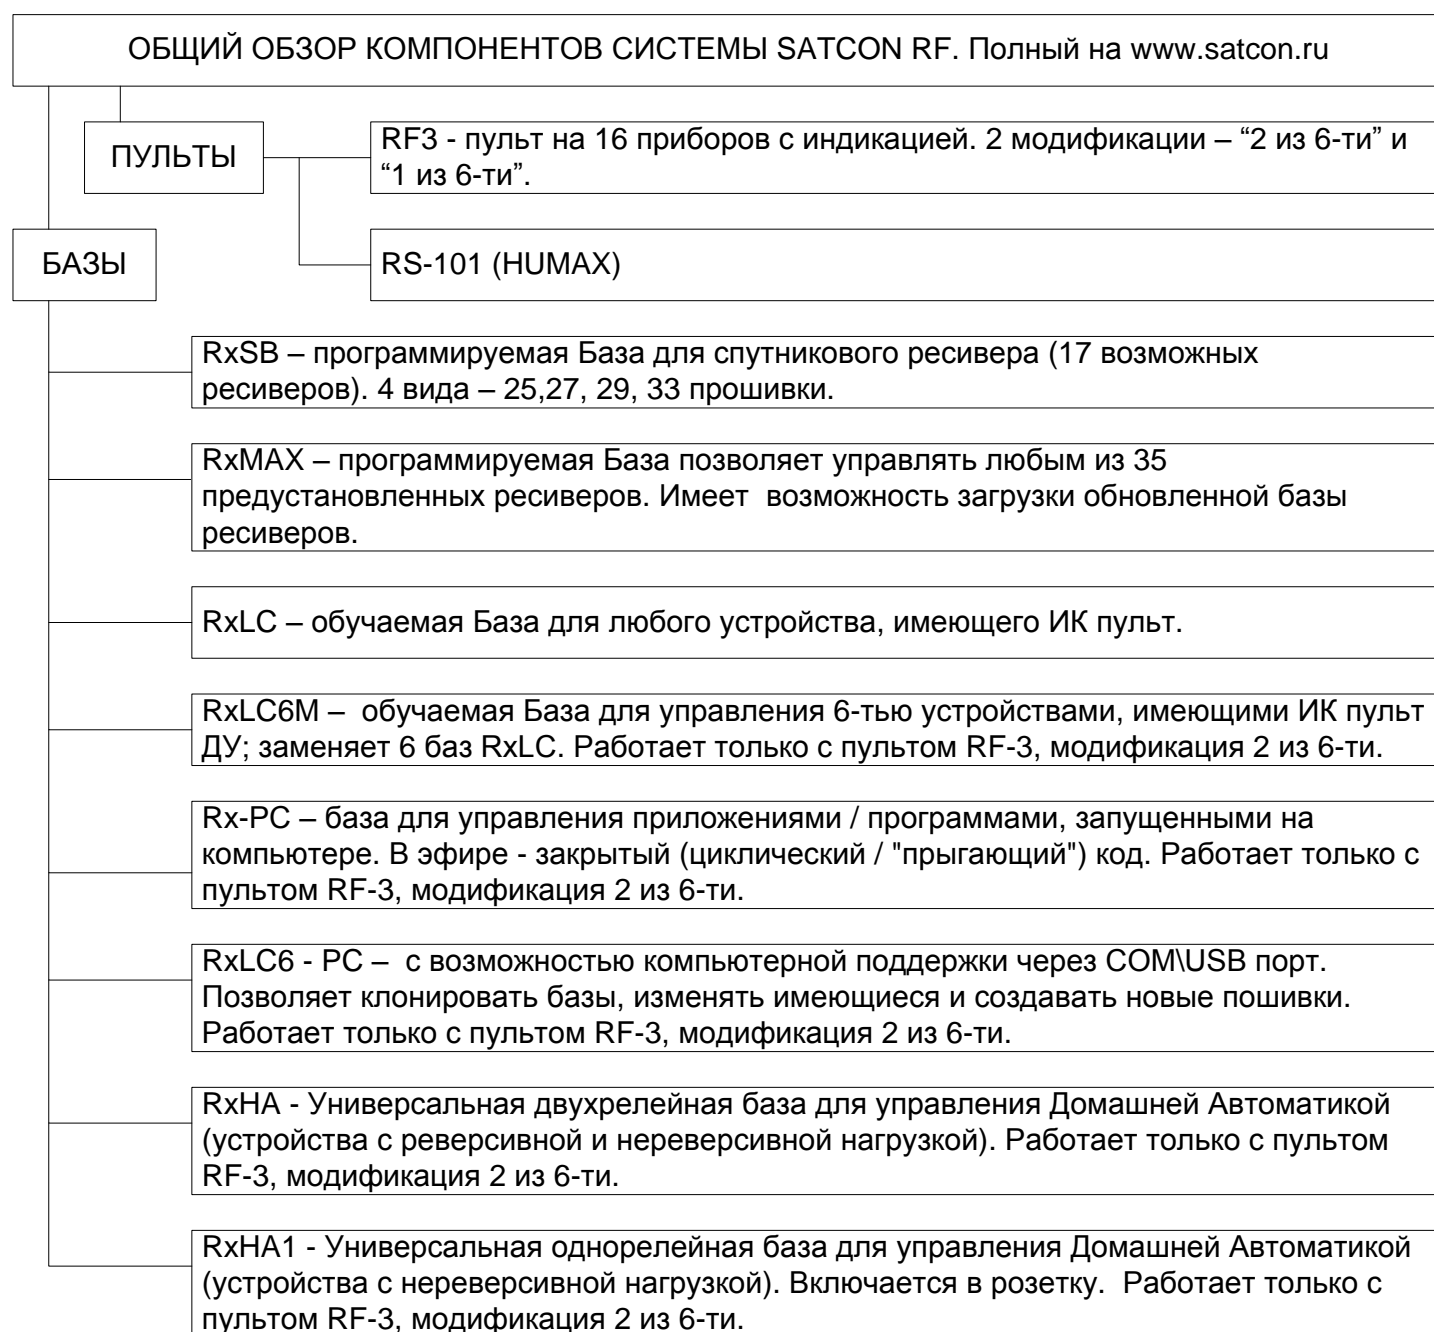 ОБЩИЙ ОБЗОР КОМПОНЕНТОВ СИСТЕМЫ SATCON RF. Полный на www.satcon.ru
ПУЛЬТЫ
RF3 - пульт на 16 приборов с индикацией. 2 модификации – “2 из 6-ти” и
“1 из 6-ти”.
БАЗЫ
RS-101 (HUMAX)
RxSB – программируемая База для спутникового ресивера (17 возможных
ресиверов). 4 вида – 25,27, 29, 33 прошивки.
RxMAX – программируемая База позволяет управлять любым из 35
предустановленных ресиверов. Имеет  возможность загрузки обновленной базы
ресиверов.
RxLC – обучаемая База для любого устройства, имеющего ИК пульт.
RxLC6M –  обучаемая База для управления 6-тью устройствами, имеющими ИК пульт
ДУ; заменяет 6 баз RxLC. Работает только с пультом RF-3, модификация 2 из 6-ти.
Rx-PC – база для управления приложениями / программами, запущенными на
компьютере. В эфире - закрытый (циклический / "прыгающий") код. Работает только с
пультом RF-3, модификация 2 из 6-ти.
RxLC6 - PC –  с возможностью компьютерной поддержки через COM\USB порт.
Позволяет клонировать базы, изменять имеющиеся и создавать новые пошивки.
Работает только с пультом RF-3, модификация 2 из 6-ти.
RxHA - Универсальная двухрелейная база для управления Домашней Автоматикой
(устройства с реверсивной и нереверсивной нагрузкой). Работает только с пультом
RF-3, модификация 2 из 6-ти.
RxHA1 - Универсальная однорелейная база для управления Домашней Автоматикой
(устройства с нереверсивной нагрузкой). Включается в розетку.  Работает только с
пультом RF-3, модификация 2 из 6-ти.